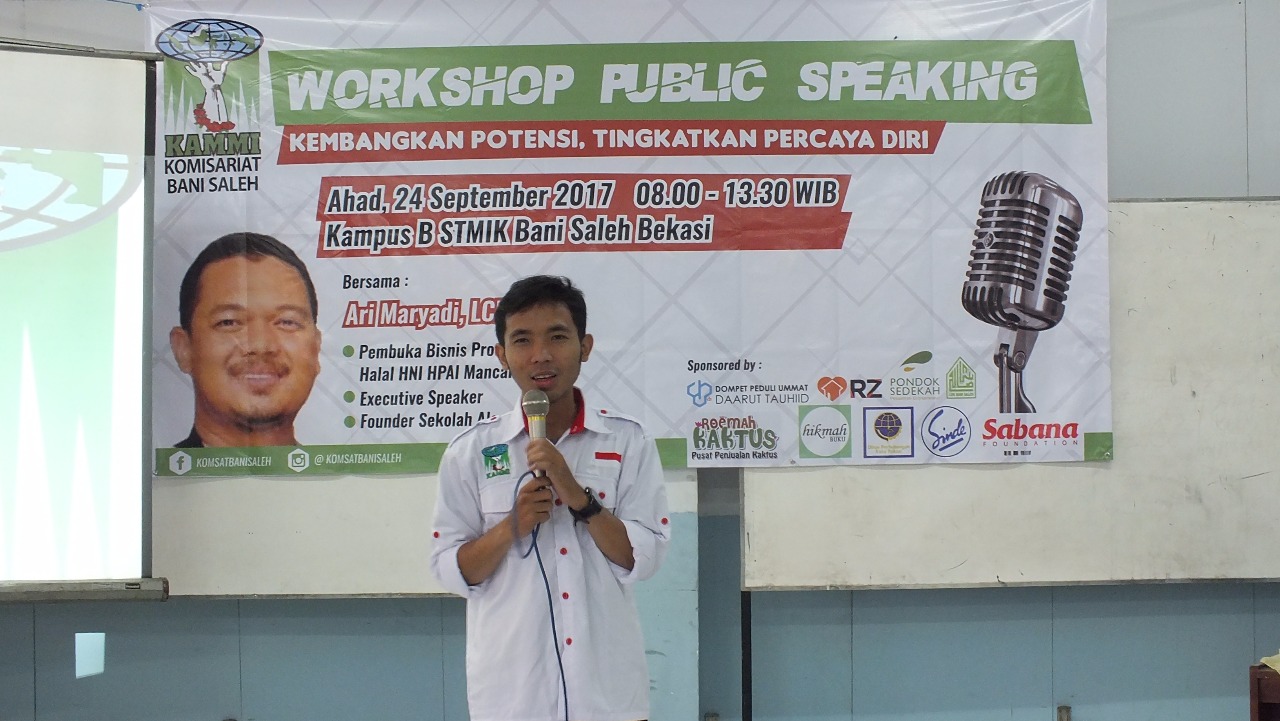 WORKSHOP PUBLIC SPEAKING
KEMBANGKAN POTENSI, TINGKATKAN PERCAYA DIRI
KAMMI
KOMISARIAT
BANI SALEH
Ahad, 24 September 2017 08.00 - 13.30 WIB
Kampus B STMIK Bani Saleh Bekasi
Bersama :
Ari Maryadi,
Pembuka Bisnis
Halal HNI HPAI
Executive Speaker
Founder Sekolah
KOMSATBANISALEH
@ KOMSATBANISALEH
Sponsored by :
DOMPET PEDULI UMMAT
DAARUT TAUHIID
RZ
PONDOK
SEDEKAH
ROEMAH
KAKTUS
Pusat Penjualan Kaktus
hikmah
BUKU
Sinde
Sabana
FOUNDATION
KAMMI